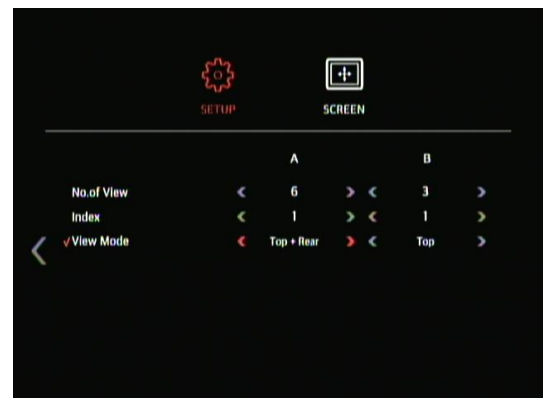 SETUP SCREEN
A B
No.of View 6 3
Index 1 1
√View Mode Top + Rear Top